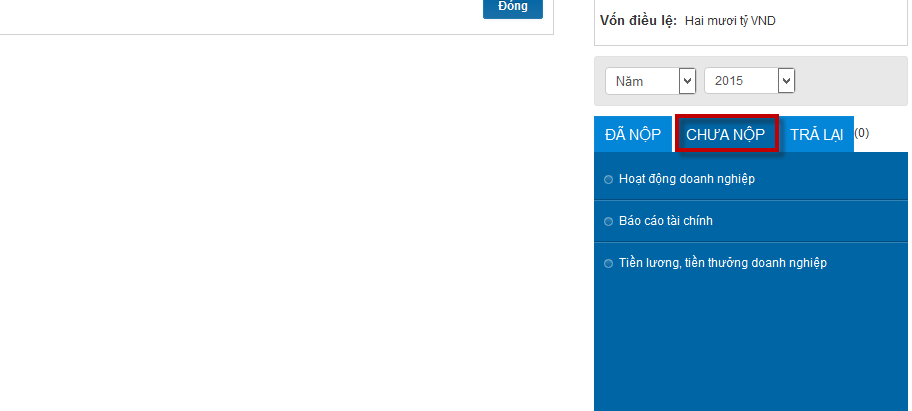 Đóng
Vốn điều lệ: Hai mươi tỷ VND
Năm 2015
ĐÃ NỘP CHƯA NỘP TRẢ LẠI (0)
Hoạt động doanh nghiệp
Báo cáo tài chính
Tiền lương, tiền thưởng doanh nghiệp